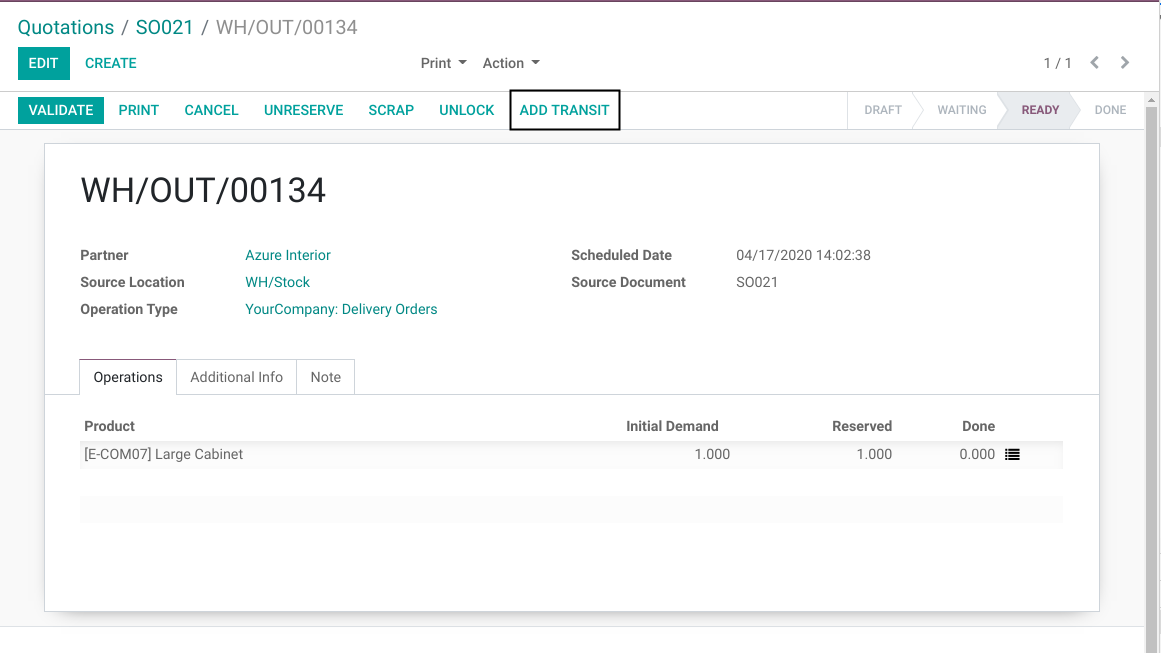 Quotations / SO021 / WH/OUT/00134
EDIT CREATE Print Action 1 / 1
VALIDATE PRINT CANCEL UNRESERVE SCRAP UNLOCK ADD TRANSIT DRAFT WAITING READY DONE
WH/OUT/00134
Partner Azure Interior Scheduled Date 04/17/2020 14:02:38
Source Location WH/Stock Source Document SO021
Operation Type YourCompany: Delivery Orders
Operations Additional Info Note
Product Initial Demand Reserved Done
[E-COM07] Large Cabinet 1.000 1.000 0.000